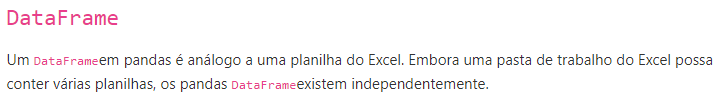 DataFrame
Um DataFrameem pandas é análogo a uma planilha do Excel. Embora uma pasta de trabalho do Excel possa
conter várias planilhas, os pandas DataFrameexistem independentemente.